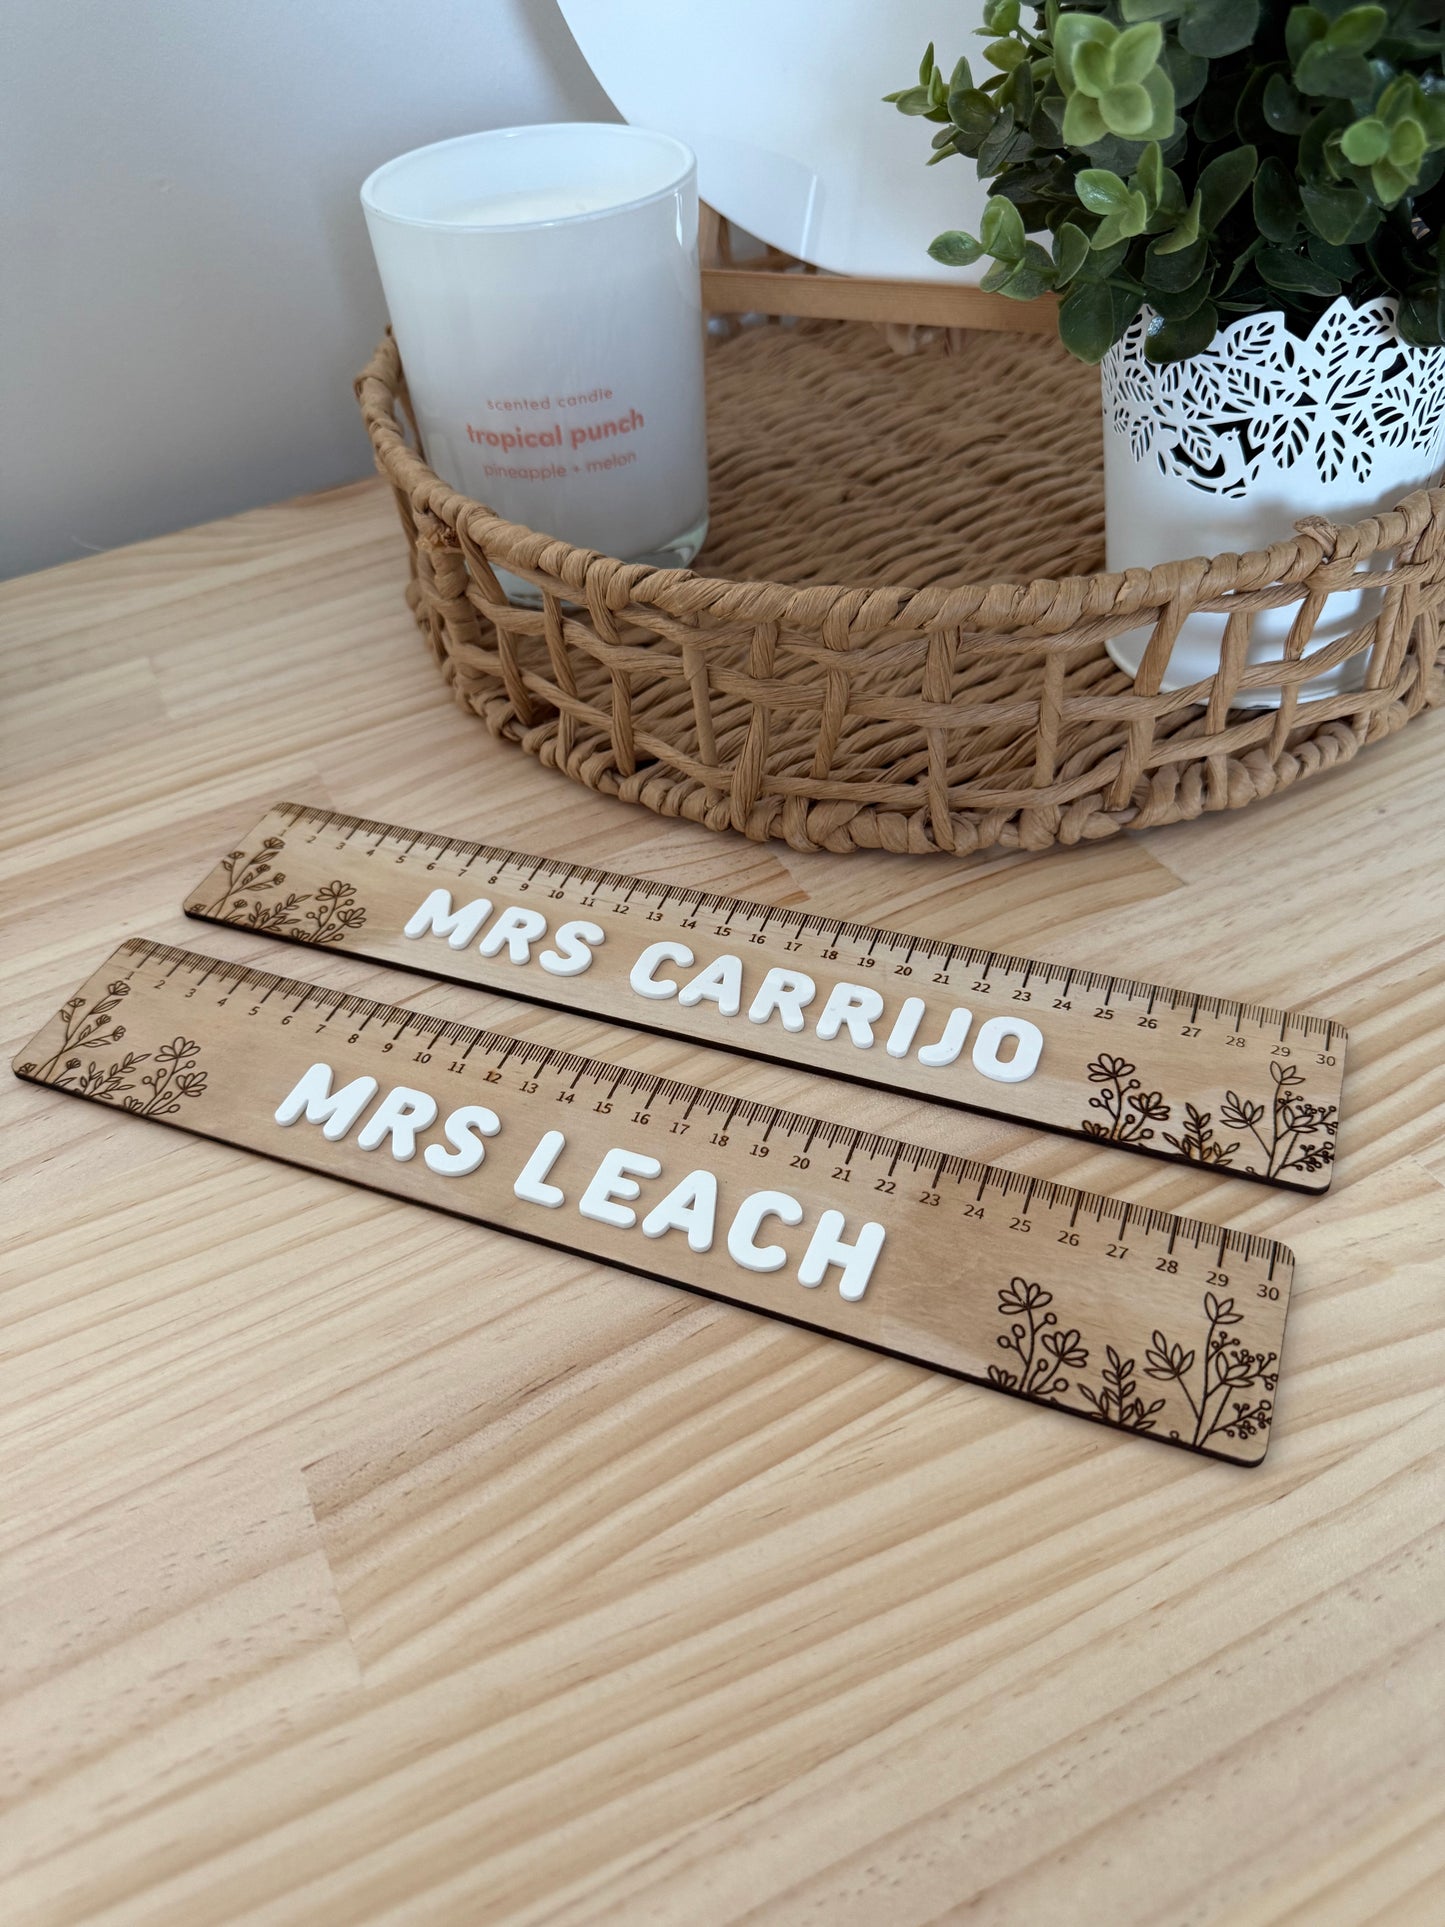 scented candle
tropical punch
pineapple + melon
1 2 3 4 5 6 7 8 9 10 11 12 13 14 15 16 17 18 19 20 21 22 23 24 25 26 27 28 29 30
MRS CARRIJO
1 2 3 4 5 6 7 8 9 10 11 12 13 14 15 16 17 18 19 20 21 22 23 24 25 26 27 28 29 30
MRS LEACH